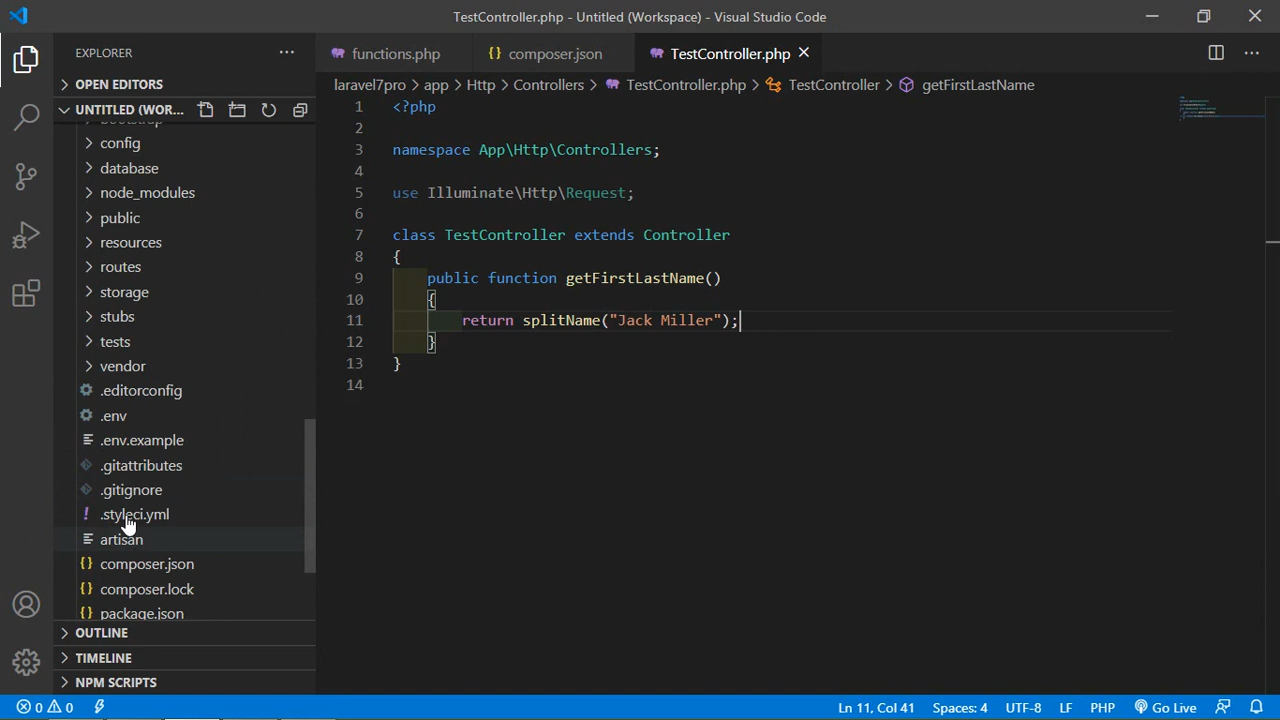 TestController.php - Untitled (Workspace) - Visual Studio Code
EXPLORER
functions.php
composer.json
TestController.php
OPEN EDITORS
laravel7pro > app > Http > Controllers > TestController.php > TestController > getFirstLastName
UNTITLED (WOR...
bootstrap
config
database
node_modules
public
resources
routes
storage
stubs
tests
vendor
.editorconfig
.env
.env.example
.gitattributes
.gitignore
.styleci.yml
artisan
composer.json
composer.lock
package.json
OUTLINE
TIMELINE
NPM SCRIPTS
1 <?php
2
3 namespace App\Http\Controllers;
4
5 use Illuminate\Http\Request;
6
7 class TestController extends Controller
8 {
9 public function getFirstLastName()
10 {
11 return splitName("Jack Miller");
12 }
13 }
14
0 0
Ln 11, Col 41
Spaces: 4
UTF-8
LF
PHP
Go Live